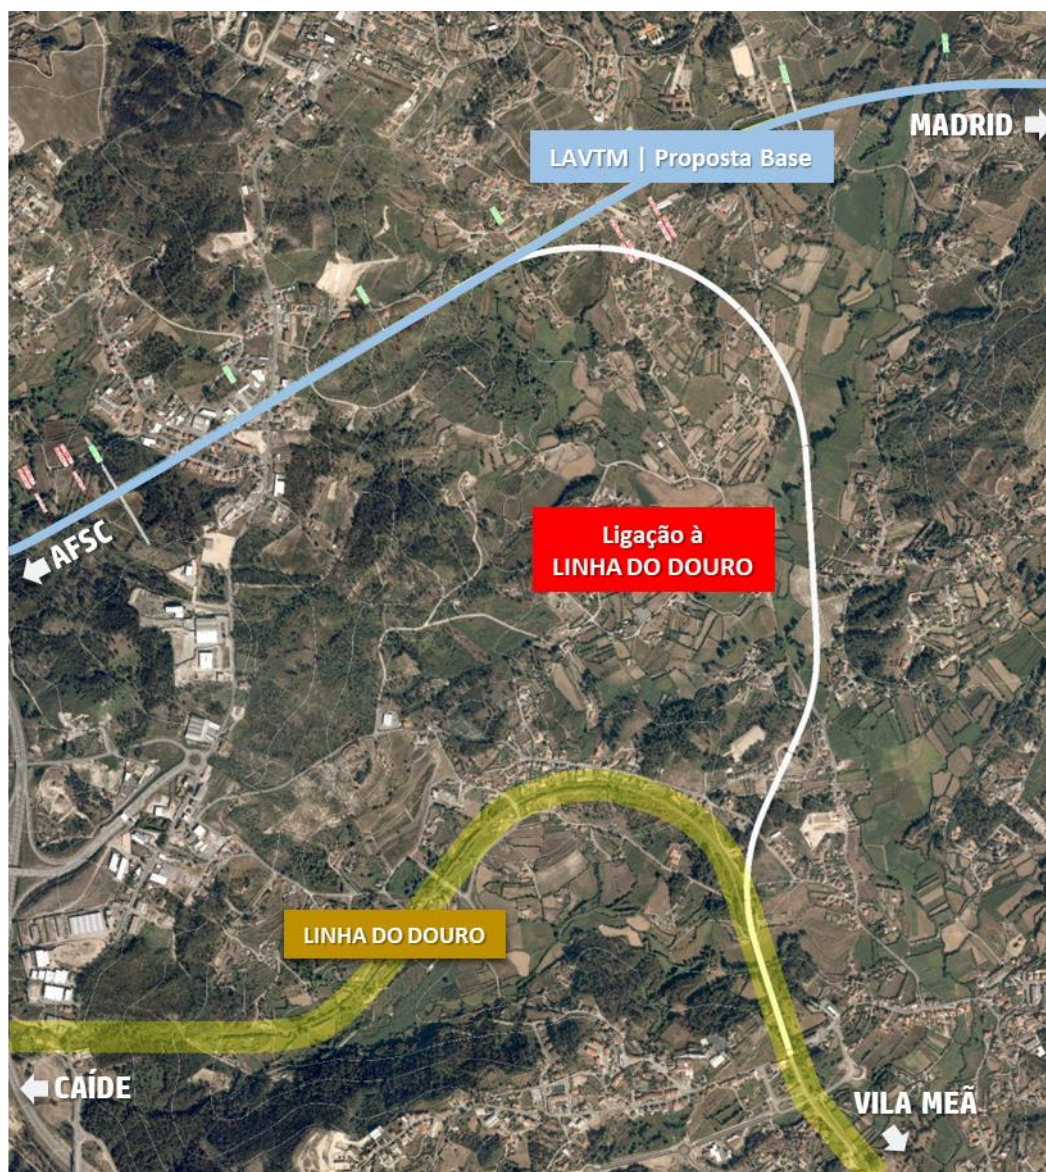 MADRID
LAVTM | Proposta Base
AFSC
Ligação à
LINHA DO DOURO
LINHA DO DOURO
CAÍDE
VILA MEÃ